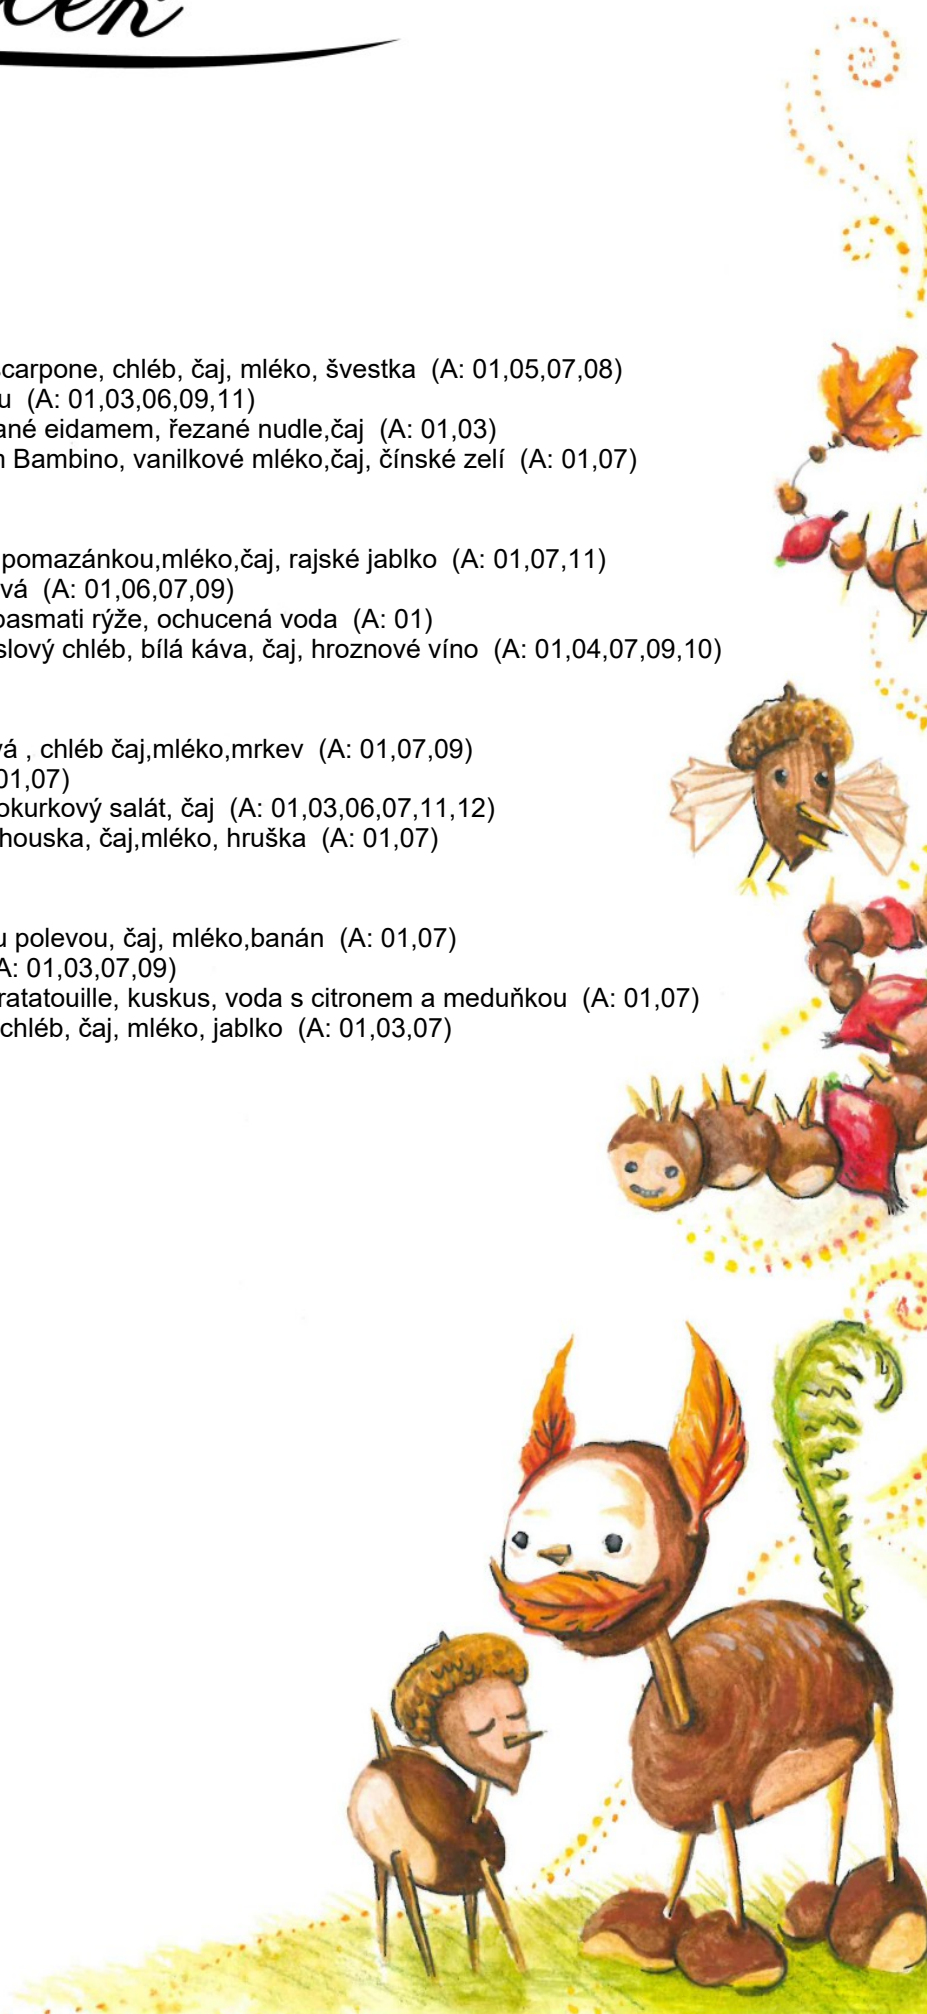 scarpone, chléb, čaj, mléko, švestka (A: 01,05,07,08)
(A: 01,03,06,09,11)
ané eidamem, řezané nudle,čaj (A: 01,03)
Bambino, vanilkové mléko,čaj, čínské zelí (A: 01,07)
pomazánkou,mléko,čaj, rajské jablko (A: 01,07,11)
vá (A: 01,06,07,09)
basmati rýže, ochucená voda (A: 01)
slový chléb, bílá káva, čaj, hroznové víno (A: 01,04,07,09,10)
vá , chléb čaj,mléko,mrkev (A: 01,07,09)
01,07)
okurkový salát, čaj (A: 01,03,06,07,11,12)
houska, čaj,mléko, hruška (A: 01,07)
u polevou, čaj, mléko,banán (A: 01,07)
A: 01,03,07,09)
ratatouille, kuskus, voda s citronem a meduňkou (A: 01,07)
chléb, čaj, mléko, jablko (A: 01,03,07)